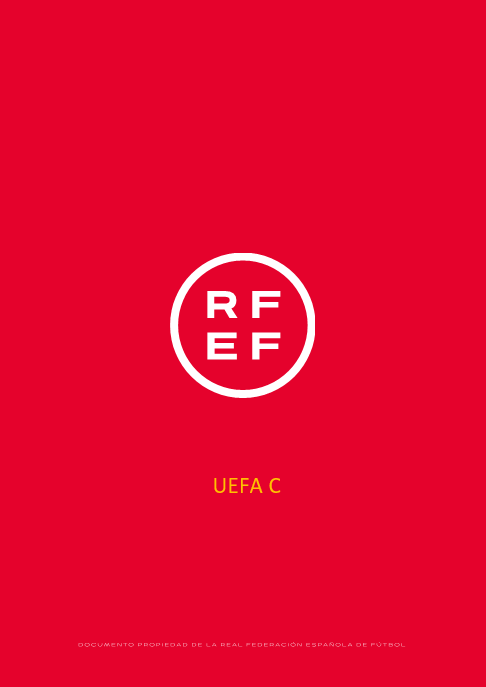 RF
EF
UEFA C
DOCUMENTO PROPIEDAD DE LA REAL FEDERACIÓN ESPAÑOLA DE FÚTBOL